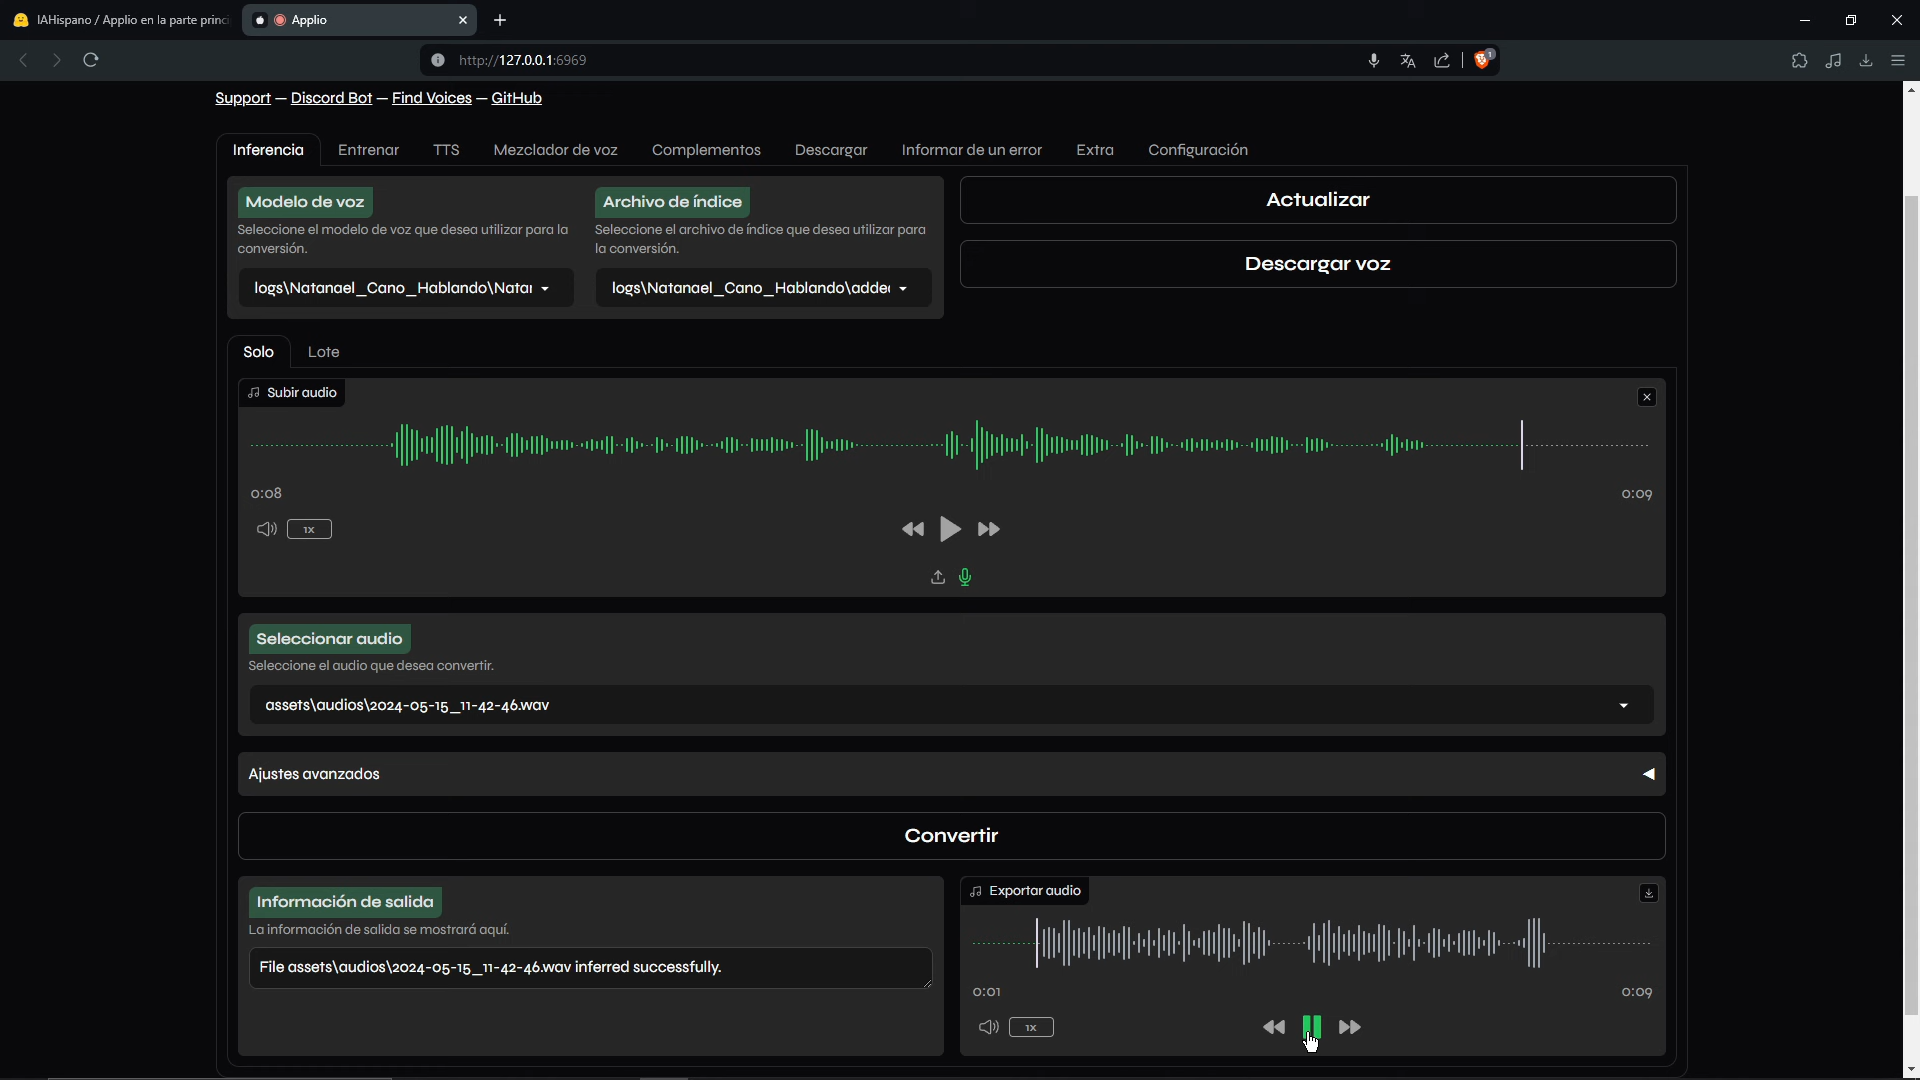 IAHispano / Applio en la parte princi
Applio
http://127.0.0.1:6969
1
Support — Discord Bot — Find Voices — GitHub
Inferencia Entrenar TTS Mezclador de voz Complementos Descargar Informar de un error Extra Configuración
Modelo de voz
Seleccione el modelo de voz que desea utilizar para la
conversión.
logs\Natanael_Cano_Hablando\Natar
Archivo de índice
Seleccione el archivo de índice que desea utilizar para
la conversión.
logs\Natanael_Cano_Hablando\added
Actualizar
Descargar voz
Solo Lote
Subir audio
0:08 0:09
1x
Seleccionar audio
Seleccione el audio que desea convertir.
assets\audios\2024-05-15_11-42-46.wav
Ajustes avanzados
Convertir
Información de salida
La información de salida se mostrará aquí.
File assets\audios\2024-05-15_11-42-46.wav inferred successfully.
Exportar audio
0:01 0:09
1x